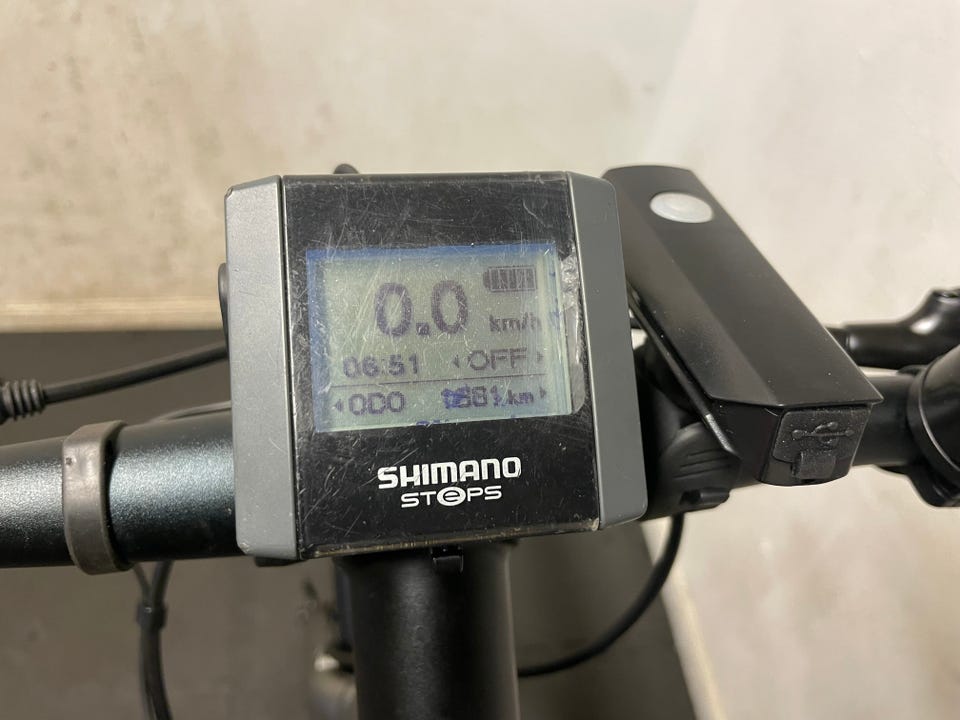 0.0 km/h
06:51 OFF
ODO km
SHIMANO
STePS